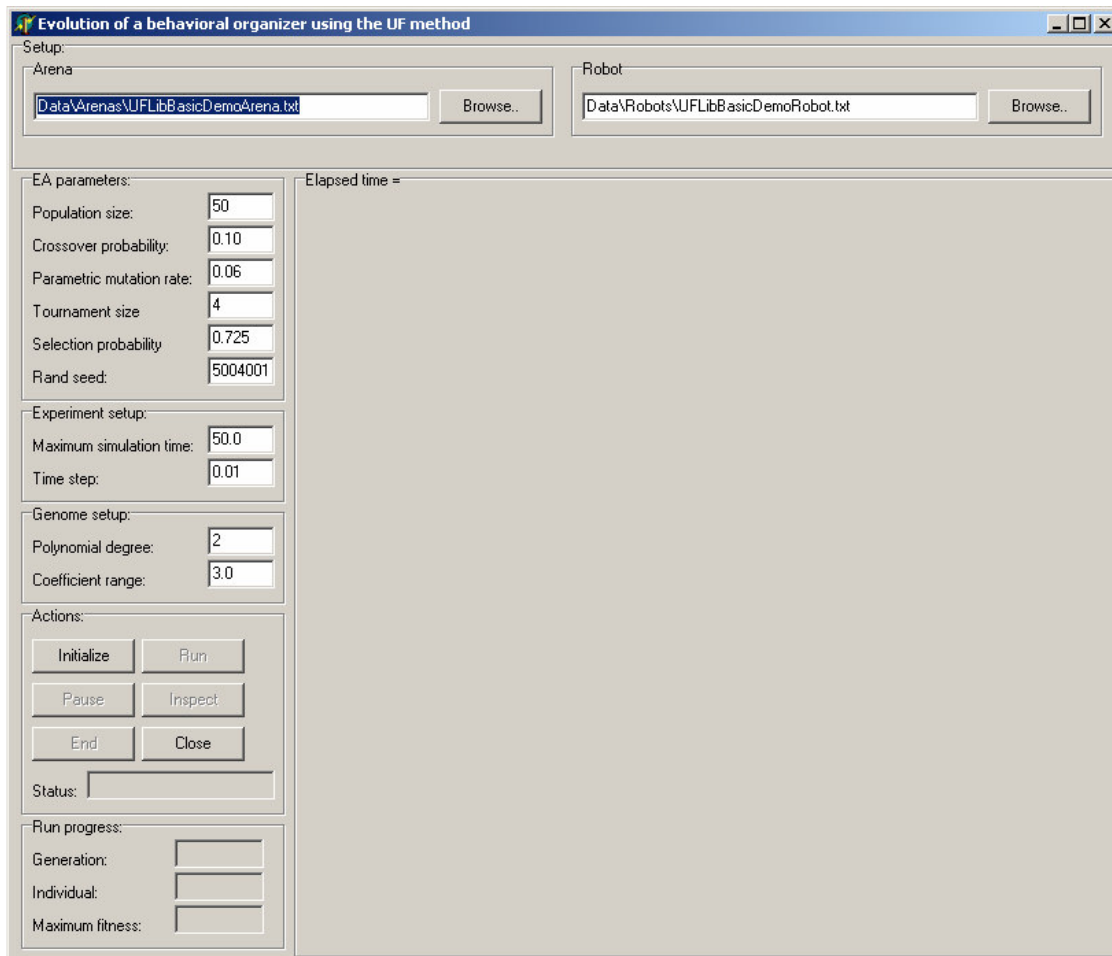 Evolution of a behavioral organizer using the UF method
Setup:
Arena
Data\Arenas\UFLibBasicDemoArena.txt
Browse..
Robot
Data\Robots\UFLibBasicDemoRobot.txt
Browse..
EA parameters:
Population size: 50
Crossover probability: 0.10
Parametric mutation rate: 0.06
Tournament size 4
Selection probability 0.725
Rand seed: 5004001
Experiment setup:
Maximum simulation time: 50.0
Time step: 0.01
Genome setup:
Polynomial degree: 2
Coefficient range: 3.0
Actions:
Initialize Run
Pause Inspect
End Close
Status:
Run progress:
Generation:
Individual:
Maximum fitness:
Elapsed time =